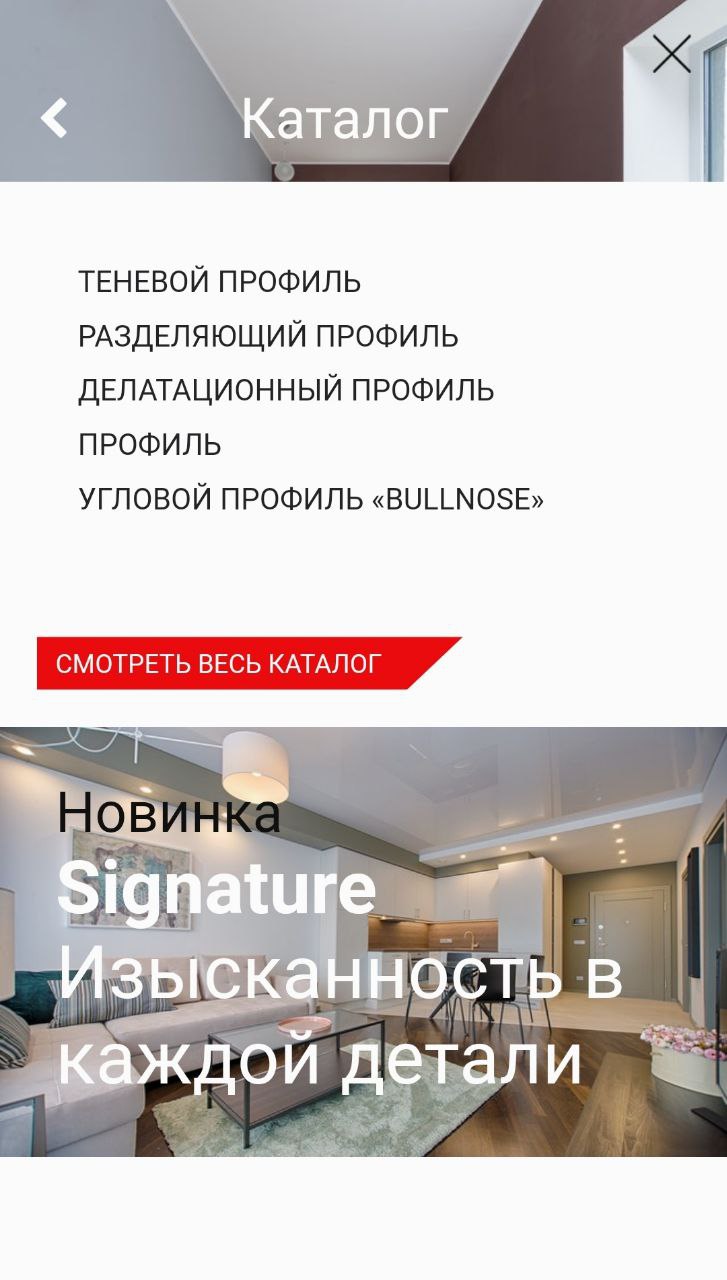 Каталог
ТЕНЕВОЙ ПРОФИЛЬ
РАЗДЕЛЯЮЩИЙ ПРОФИЛЬ
ДЕЛАТАЦИОННЫЙ ПРОФИЛЬ
ПРОФИЛЬ
УГЛОВОЙ ПРОФИЛЬ «BULLNOSE»
СМОТРЕТЬ ВЕСЬ КАТАЛОГ
Новинка
Signature
Изысканность в
каждой детали